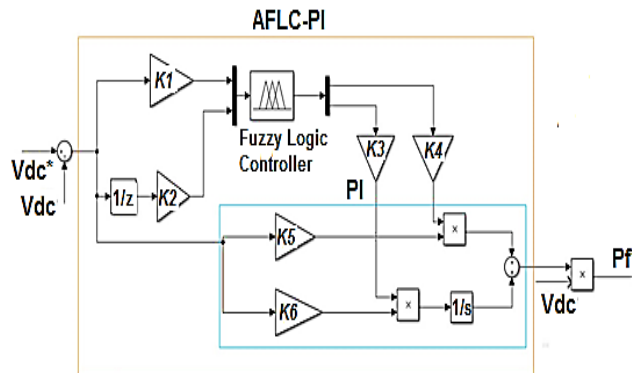 AFLC-PI
K1
Fuzzy Logic
Controller
K3
K4
Vdc*
Vdc
1/z
K2
PI
K5
×
Pf
K6
×
1/s
Vdc
×